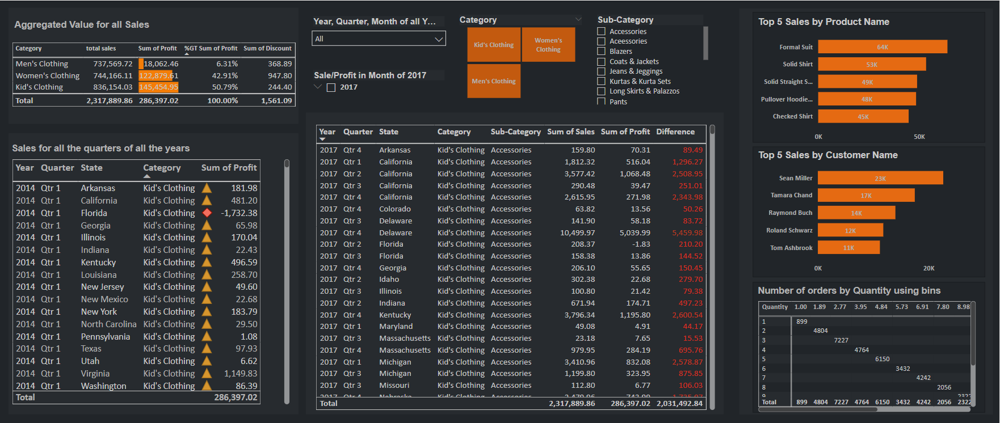 Aggregated Value for all Sales
Category total sales Sum of Profit %GT Sum of Profit Sum of Discount
Men's Clothing 737,569.72 18,062.46 6.31% 368.89
Women's Clothing 744,166.11 122,879.61 42.91% 947.80
Kid's Clothing 836,154.03 145,454.95 50.79% 244.40
Total 2,317,889.86 286,397.02 100.00% 1,561.09
Sales for all the quarters of all the years
Year Quarter State Category Sum of Profit
2014 Qtr 1 Arkansas Kid's Clothing 181.98
2014 Qtr 1 California Kid's Clothing 481.20
2014 Qtr 1 Florida Kid's Clothing -1,732.38
2014 Qtr 1 Georgia Kid's Clothing 65.98
2014 Qtr 1 Illinois Kid's Clothing 170.04
2014 Qtr 1 Indiana Kid's Clothing 22.43
2014 Qtr 1 Kentucky Kid's Clothing 496.59
2014 Qtr 1 Louisiana Kid's Clothing 258.70
2014 Qtr 1 New Jersey Kid's Clothing 49.60
2014 Qtr 1 New Mexico Kid's Clothing 22.68
2014 Qtr 1 New York Kid's Clothing 183.79
2014 Qtr 1 North Carolina Kid's Clothing 29.50
2014 Qtr 1 Pennsylvania Kid's Clothing 1.08
2014 Qtr 1 Texas Kid's Clothing 97.93
2014 Qtr 1 Utah Kid's Clothing 6.62
2014 Qtr 1 Virginia Kid's Clothing 1,149.83
2014 Qtr 1 Washington Kid's Clothing 86.39
Total 286,397.02
Year, Quarter, Month of all Y...
All
Sale/Profit in Month of 2017
2017
Category
Kid's Clothing
Women's
Clothing
Men's Clothing
Sub-Category
Accessories
Aceessories
Blazers
Coats & Jackets
Jeans & Jeggings
Kurtas & Kurta Sets
Long Skirts & Palazzos
Pants
Year Quarter State Category Sub-Category Sum of Sales Sum of Profit Difference
2017 Qtr 4 Arkansas Kid's Clothing Accessories 159.80 70.31 89.49
2017 Qtr 1 California Kid's Clothing Accessories 1,812.32 516.04 1,296.27
2017 Qtr 2 California Kid's Clothing Accessories 3,577.42 1,068.48 2,508.95
2017 Qtr 3 California Kid's Clothing Accessories 290.48 39.47 251.01
2017 Qtr 4 California Kid's Clothing Accessories 2,615.95 271.98 2,343.98
2017 Qtr 4 Colorado Kid's Clothing Accessories 63.82 13.56 50.26
2017 Qtr 3 Delaware Kid's Clothing Accessories 141.90 58.18 83.72
2017 Qtr 4 Delaware Kid's Clothing Accessories 10,499.97 5,039.99 5,459.98
2017 Qtr 2 Florida Kid's Clothing Accessories 208.37 -1.83 210.20
2017 Qtr 3 Florida Kid's Clothing Accessories 158.38 13.86 144.52
2017 Qtr 4 Georgia Kid's Clothing Accessories 206.10 55.65 150.45
2017 Qtr 2 Idaho Kid's Clothing Accessories 302.38 22.68 279.70
2017 Qtr 3 Illinois Kid's Clothing Accessories 100.80 21.42 79.38
2017 Qtr 2 Indiana Kid's Clothing Accessories 671.94 174.71 497.23
2017 Qtr 4 Kentucky Kid's Clothing Accessories 3,796.34 1,195.80 2,600.54
2017 Qtr 1 Maryland Kid's Clothing Accessories 49.08 4.91 44.17
2017 Qtr 3 Massachusetts Kid's Clothing Accessories 23.18 7.65 15.53
2017 Qtr 4 Massachusetts Kid's Clothing Accessories 979.95 284.19 695.76
2017 Qtr 1 Michigan Kid's Clothing Accessories 3,410.96 832.08 2,578.87
2017 Qtr 3 Michigan Kid's Clothing Accessories 1,199.80 323.95 875.85
2017 Qtr 3 Missouri Kid's Clothing Accessories 112.80 6.77 106.03
2017 Qtr 4 Nebraska Kid's Clothing Accessories
Total 2,317,889.86 286,397.02 2,031,492.84
Top 5 Sales by Product Name
Formal Suit 64K
Solid Shirt 53K
Solid Straight S... 49K
Pullover Hoodie... 48K
Checked Shirt 45K
0K 50K
Top 5 Sales by Customer Name
Sean Miller 23K
Tamara Chand 17K
Raymond Buch 14K
Roland Schwarz 12K
Tom Ashbrook 11K
0K 20K
Number of orders by Quantity using bins
Quantity 1.00 1.89 2.77 3.95 4.84 5.73 6.91 7.80 8.98
1 899
2 4804
3 7227
4 4764
5 6150
6 3432
7 4242
8 2056
9 2322
Total 899 4804 7227 4764 6150 3432 4242 2056 2322